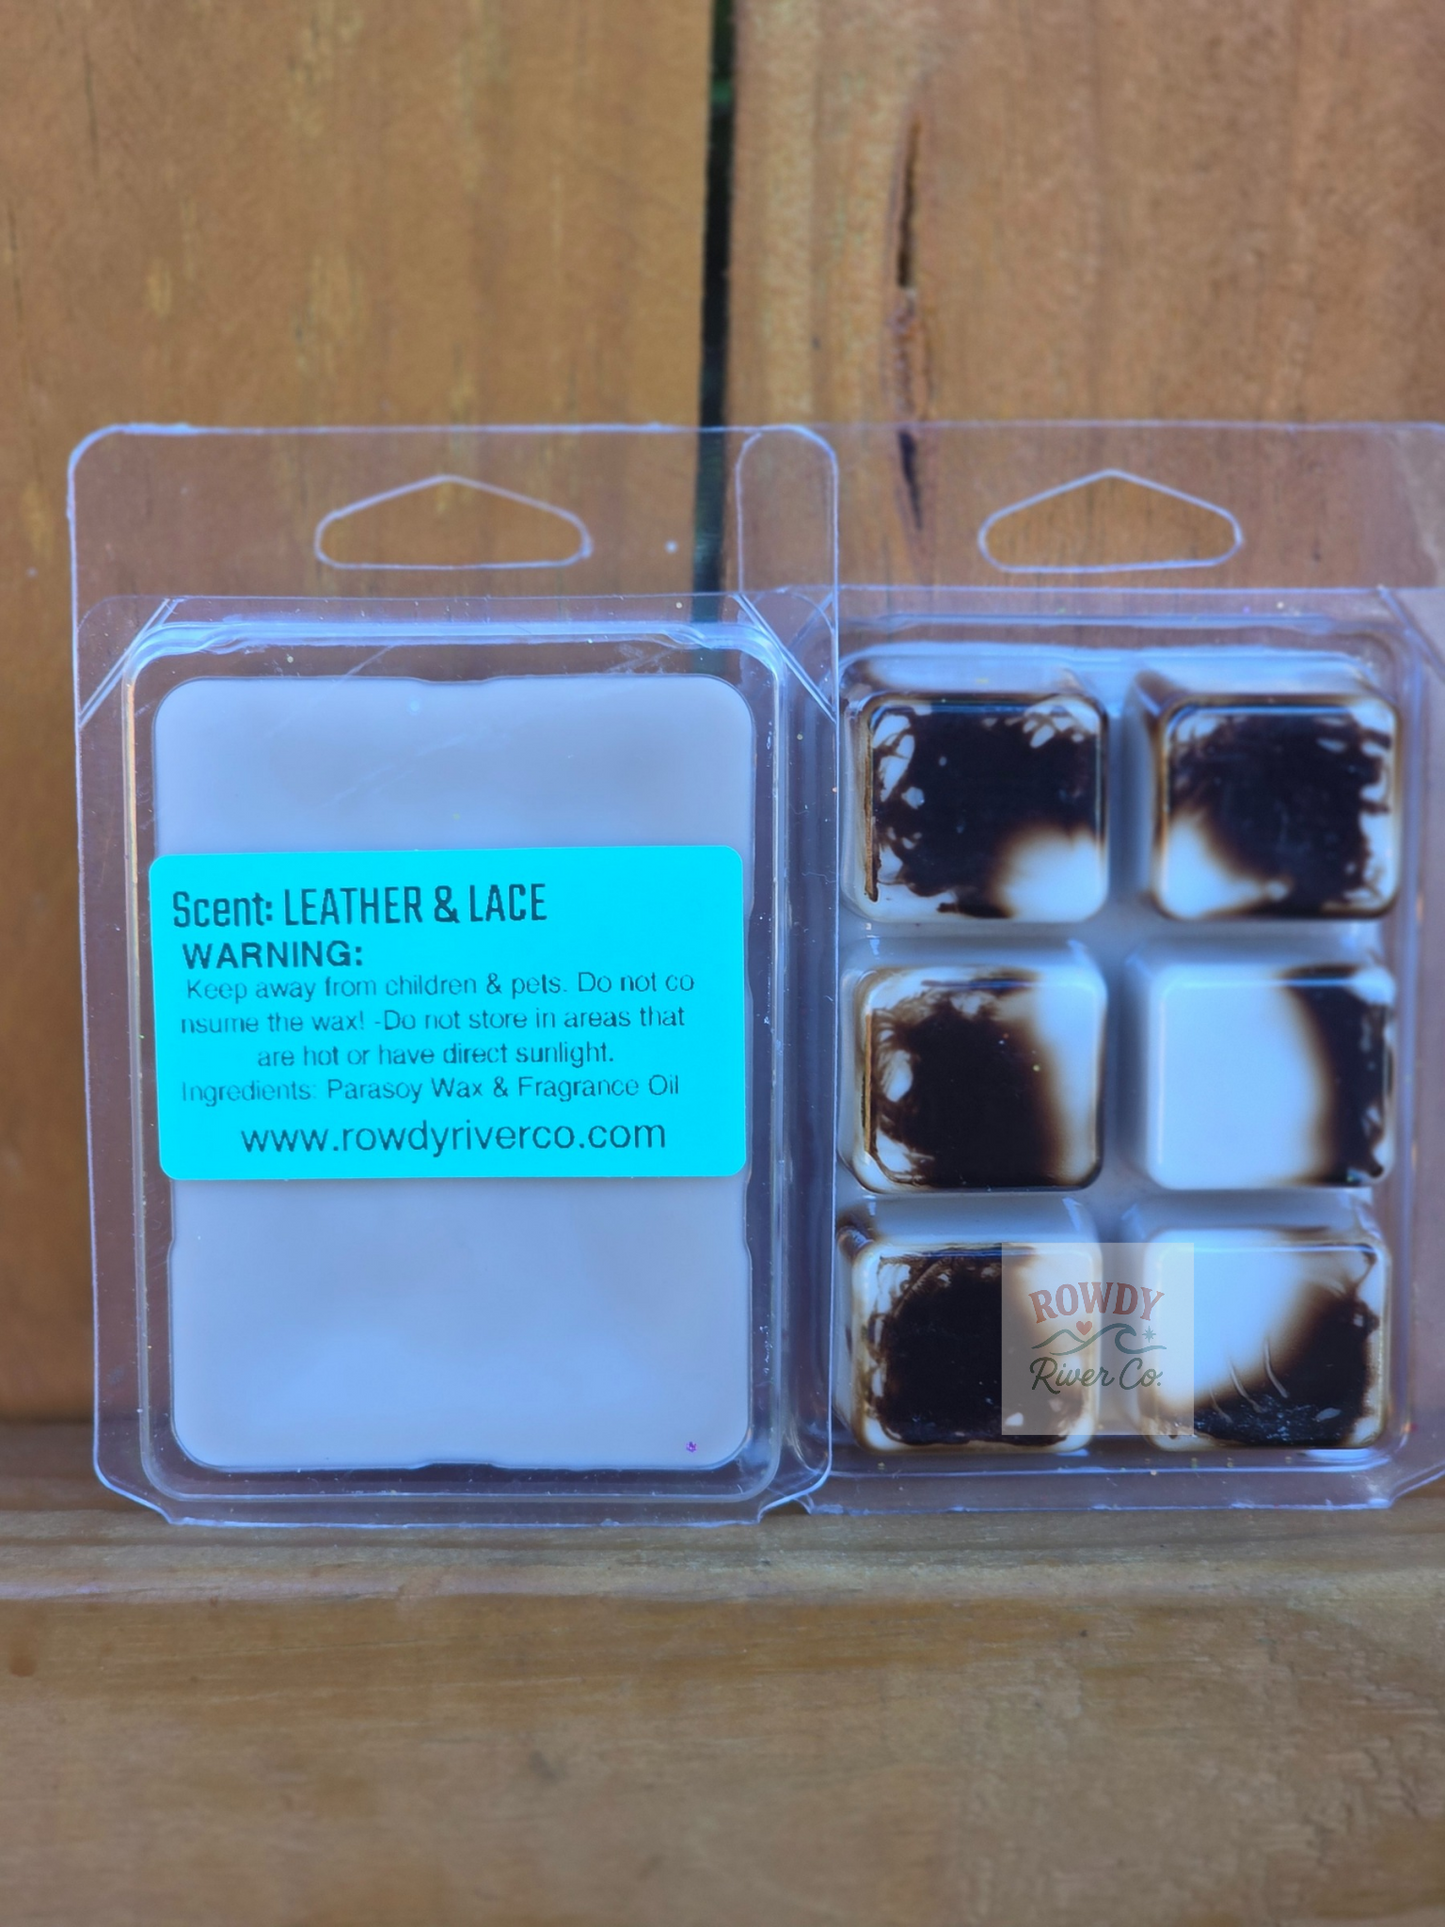 Scent: LEATHER & LACE
WARNING:
Keep away from children & pets. Do not co
nsume the wax! -Do not store in areas that
are hot or have direct sunlight.
Ingredients: Parasoy Wax & Fragrance Oil
www.rowdyriverco.com
ROWDY
River Co.